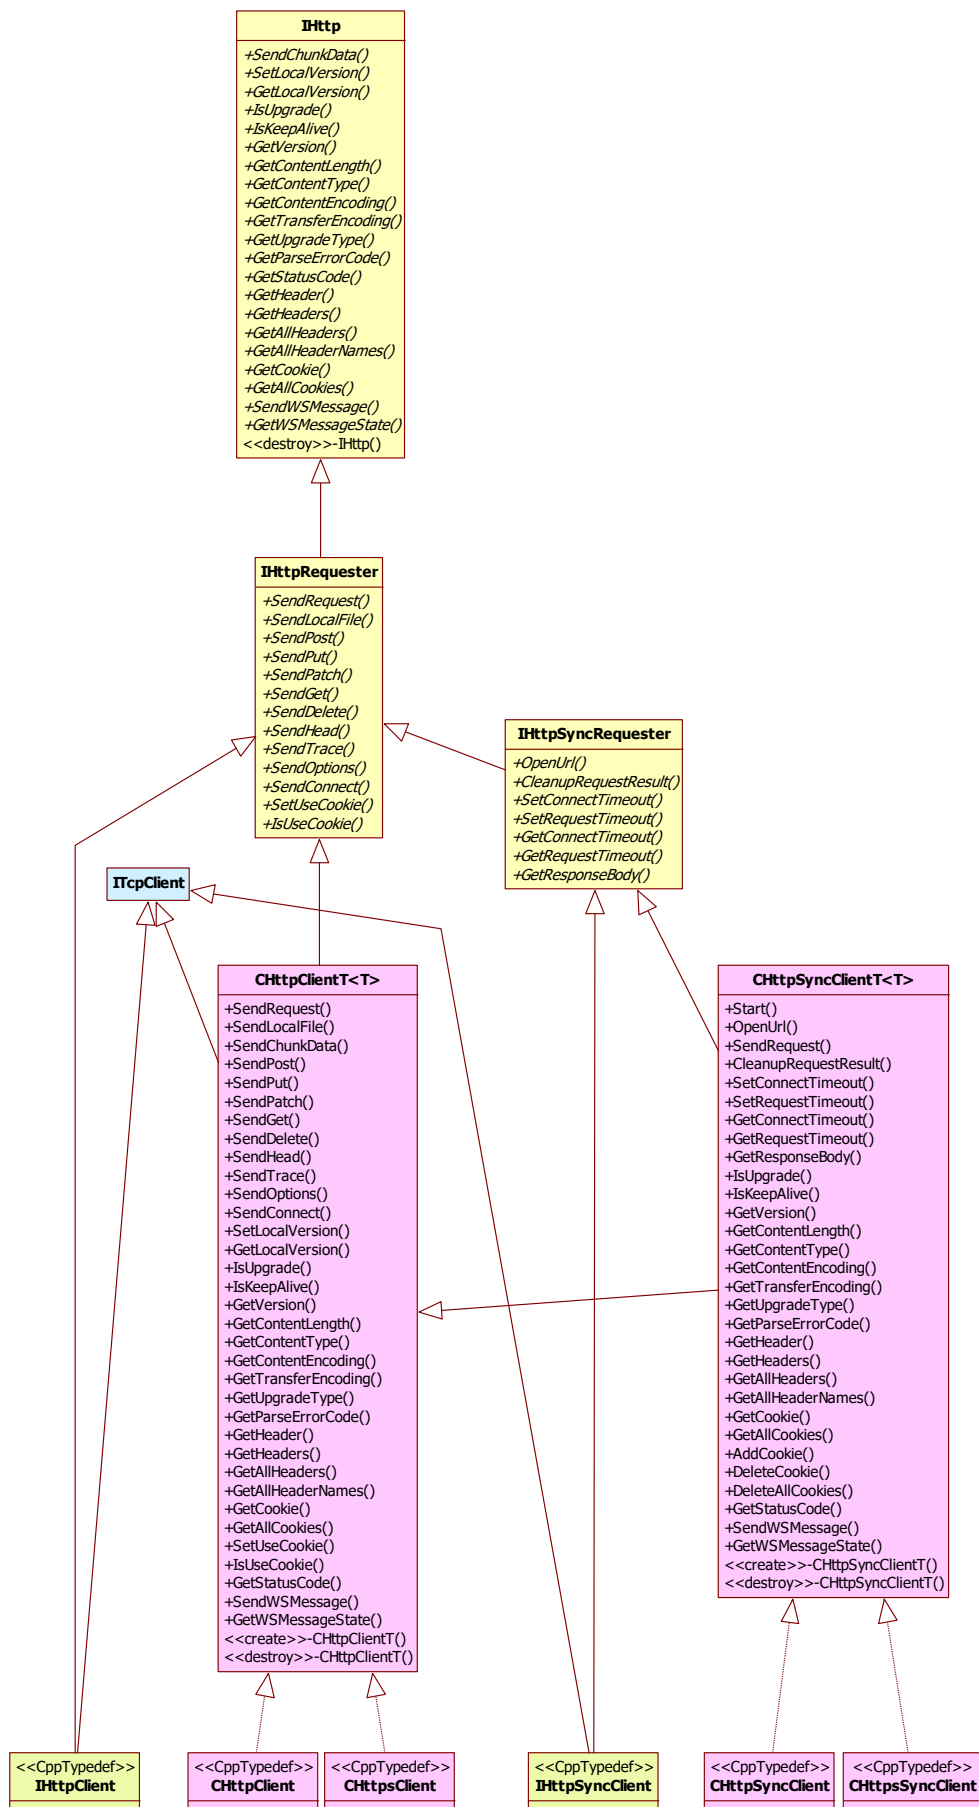 IHttp
+SendChunkData()
+SetLocalVersion()
+GetLocalVersion()
+IsUpgrade()
+IsKeepAlive()
+GetVersion()
+GetContentLength()
+GetContentType()
+GetContentEncoding()
+GetTransferEncoding()
+GetUpgradeType()
+GetParseErrorCode()
+GetStatusCode()
+GetHeader()
+GetHeaders()
+GetAllHeaders()
+GetAllHeaderNames()
+GetCookie()
+GetAllCookies()
+SendWSMessage()
+GetWSMessageState()
<<destroy>>-IHttp()
IHttpRequester
+SendRequest()
+SendLocalFile()
+SendPost()
+SendPut()
+SendPatch()
+SendGet()
+SendDelete()
+SendHead()
+SendTrace()
+SendOptions()
+SendConnect()
+SetUseCookie()
+IsUseCookie()
IHttpSyncRequester
+OpenUrl()
+CleanupRequestResult()
+SetConnectTimeout()
+SetRequestTimeout()
+GetConnectTimeout()
+GetRequestTimeout()
+GetResponseBody()
ITcpClient
CHttpClientT<T>
+SendRequest()
+SendLocalFile()
+SendChunkData()
+SendPost()
+SendPut()
+SendPatch()
+SendGet()
+SendDelete()
+SendHead()
+SendTrace()
+SendOptions()
+SendConnect()
+SetLocalVersion()
+GetLocalVersion()
+IsUpgrade()
+IsKeepAlive()
+GetVersion()
+GetContentLength()
+GetContentType()
+GetContentEncoding()
+GetTransferEncoding()
+GetUpgradeType()
+GetParseErrorCode()
+GetHeader()
+GetHeaders()
+GetAllHeaders()
+GetAllHeaderNames()
+GetCookie()
+GetAllCookies()
+SetUseCookie()
+IsUseCookie()
+GetStatusCode()
+SendWSMessage()
+GetWSMessageState()
<<create>>-CHttpClientT()
<<destroy>>-CHttpClientT()
CHttpSyncClientT<T>
+Start()
+OpenUrl()
+SendRequest()
+CleanupRequestResult()
+SetConnectTimeout()
+SetRequestTimeout()
+GetConnectTimeout()
+GetRequestTimeout()
+GetResponseBody()
+IsUpgrade()
+IsKeepAlive()
+GetVersion()
+GetContentLength()
+GetContentType()
+GetContentEncoding()
+GetTransferEncoding()
+GetUpgradeType()
+GetParseErrorCode()
+GetHeader()
+GetHeaders()
+GetAllHeaders()
+GetAllHeaderNames()
+GetCookie()
+GetAllCookies()
+AddCookie()
+DeleteCookie()
+DeleteAllCookies()
+GetStatusCode()
+SendWSMessage()
+GetWSMessageState()
<<create>>-CHttpSyncClientT()
<<destroy>>-CHttpSyncClientT()
<<CppTypedef>>
IHttpClient
<<CppTypedef>>
CHttpClient
<<CppTypedef>>
CHttpsClient
<<CppTypedef>>
IHttpSyncClient
<<CppTypedef>>
CHttpSyncClient
<<CppTypedef>>
CHttpsSyncClient